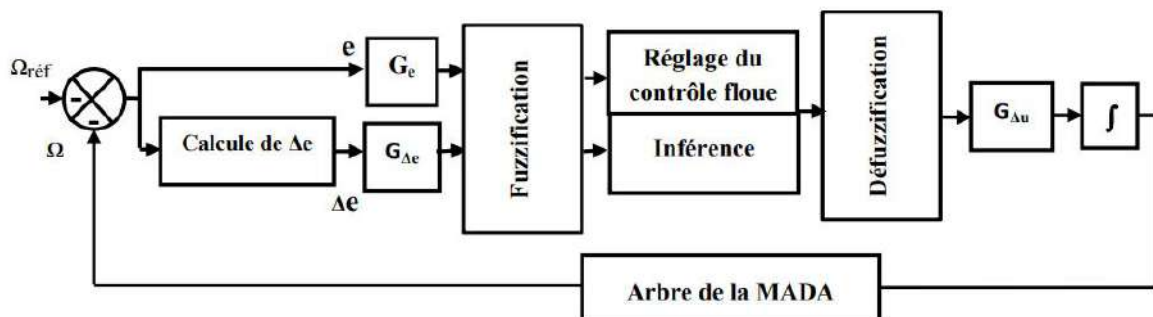 Ωréf
-
-
Ω
e
Ge
Calcule de Δe
GΔe
Δe
Fuzzification
Réglage du
contrôle floue
Inférence
Défuzzification
GΔu
∫
Arbre de la MADA